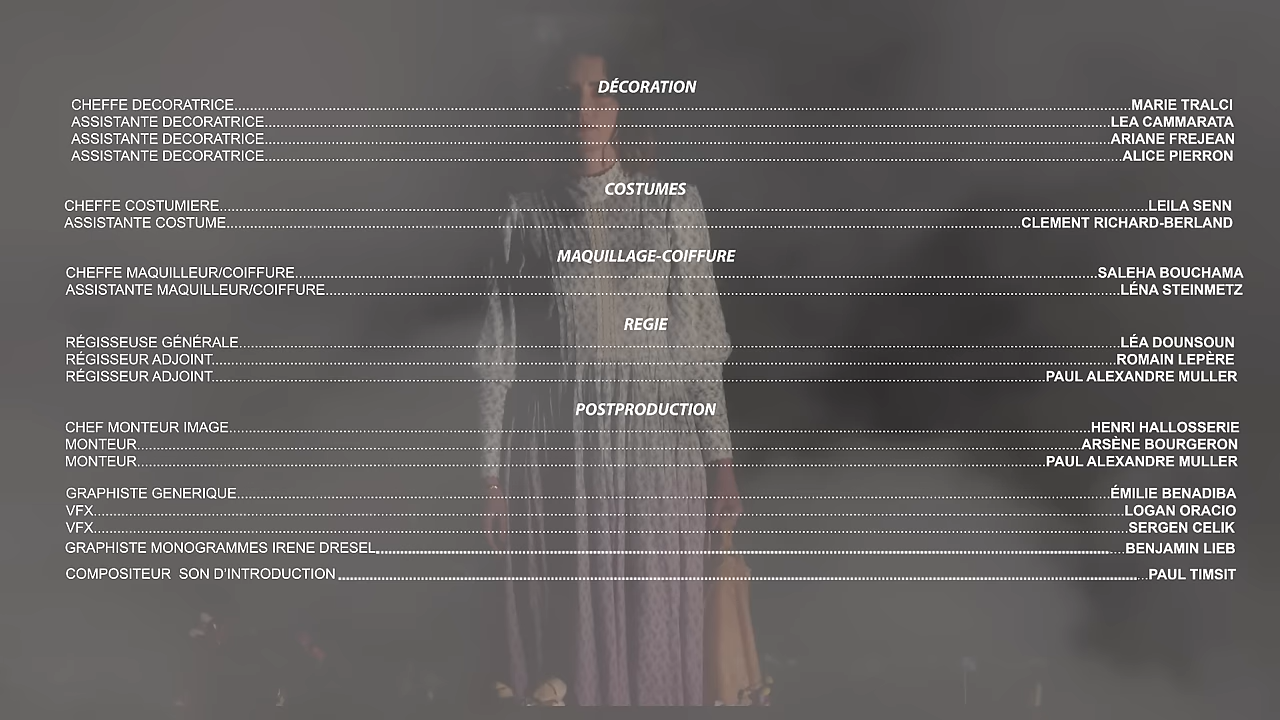 DÉCORATION
CHEFFE DECORATRICE MARIE TRALCI
ASSISTANTE DECORATRICE LEA CAMMARATA
ASSISTANTE DECORATRICE ARIANE FREJEAN
ASSISTANTE DECORATRICE ALICE PIERRON
COSTUMES
CHEFFE COSTUMIERE LEILA SENN
ASSISTANTE COSTUME CLEMENT RICHARD-BERLAND
MAQUILLAGE-COIFFURE
CHEFFE MAQUILLEUR/COIFFURE SALEHA BOUCHAMA
ASSISTANTE MAQUILLEUR/COIFFURE LÉNA STEINMETZ
REGIE
RÉGISSEUSE GÉNÉRALE LÉA DOUNSOUN
RÉGISSEUR ADJOINT ROMAIN LEPÈRE
RÉGISSEUR ADJOINT PAUL ALEXANDRE MULLER
POSTPRODUCTION
CHEF MONTEUR IMAGE HENRI HALLOSSERIE
MONTEUR ARSÈNE BOURGERON
MONTEUR PAUL ALEXANDRE MULLER
GRAPHISTE GENERIQUE ÉMILIE BENADIBA
VFX LOGAN ORACIO
VFX SERGEN CELIK
GRAPHISTE MONOGRAMMES IRENE DRESEL BENJAMIN LIEB
COMPOSITEUR SON D'INTRODUCTION PAUL TIMSIT